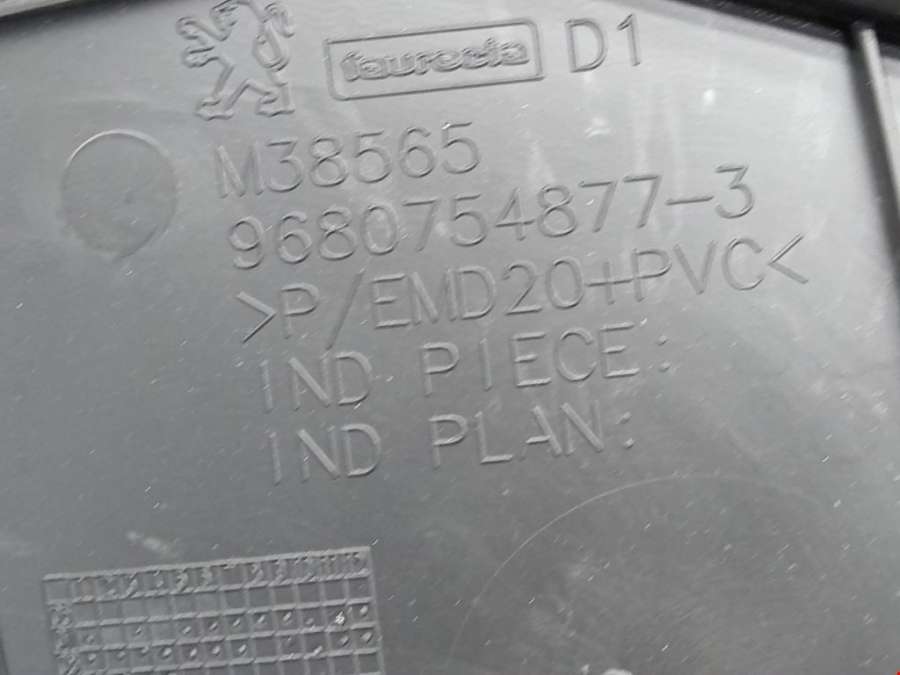 faurecia D1
M38565
9680754877-3
>P/EMD20+PVC<
IND PIECE:
IND PLAN: